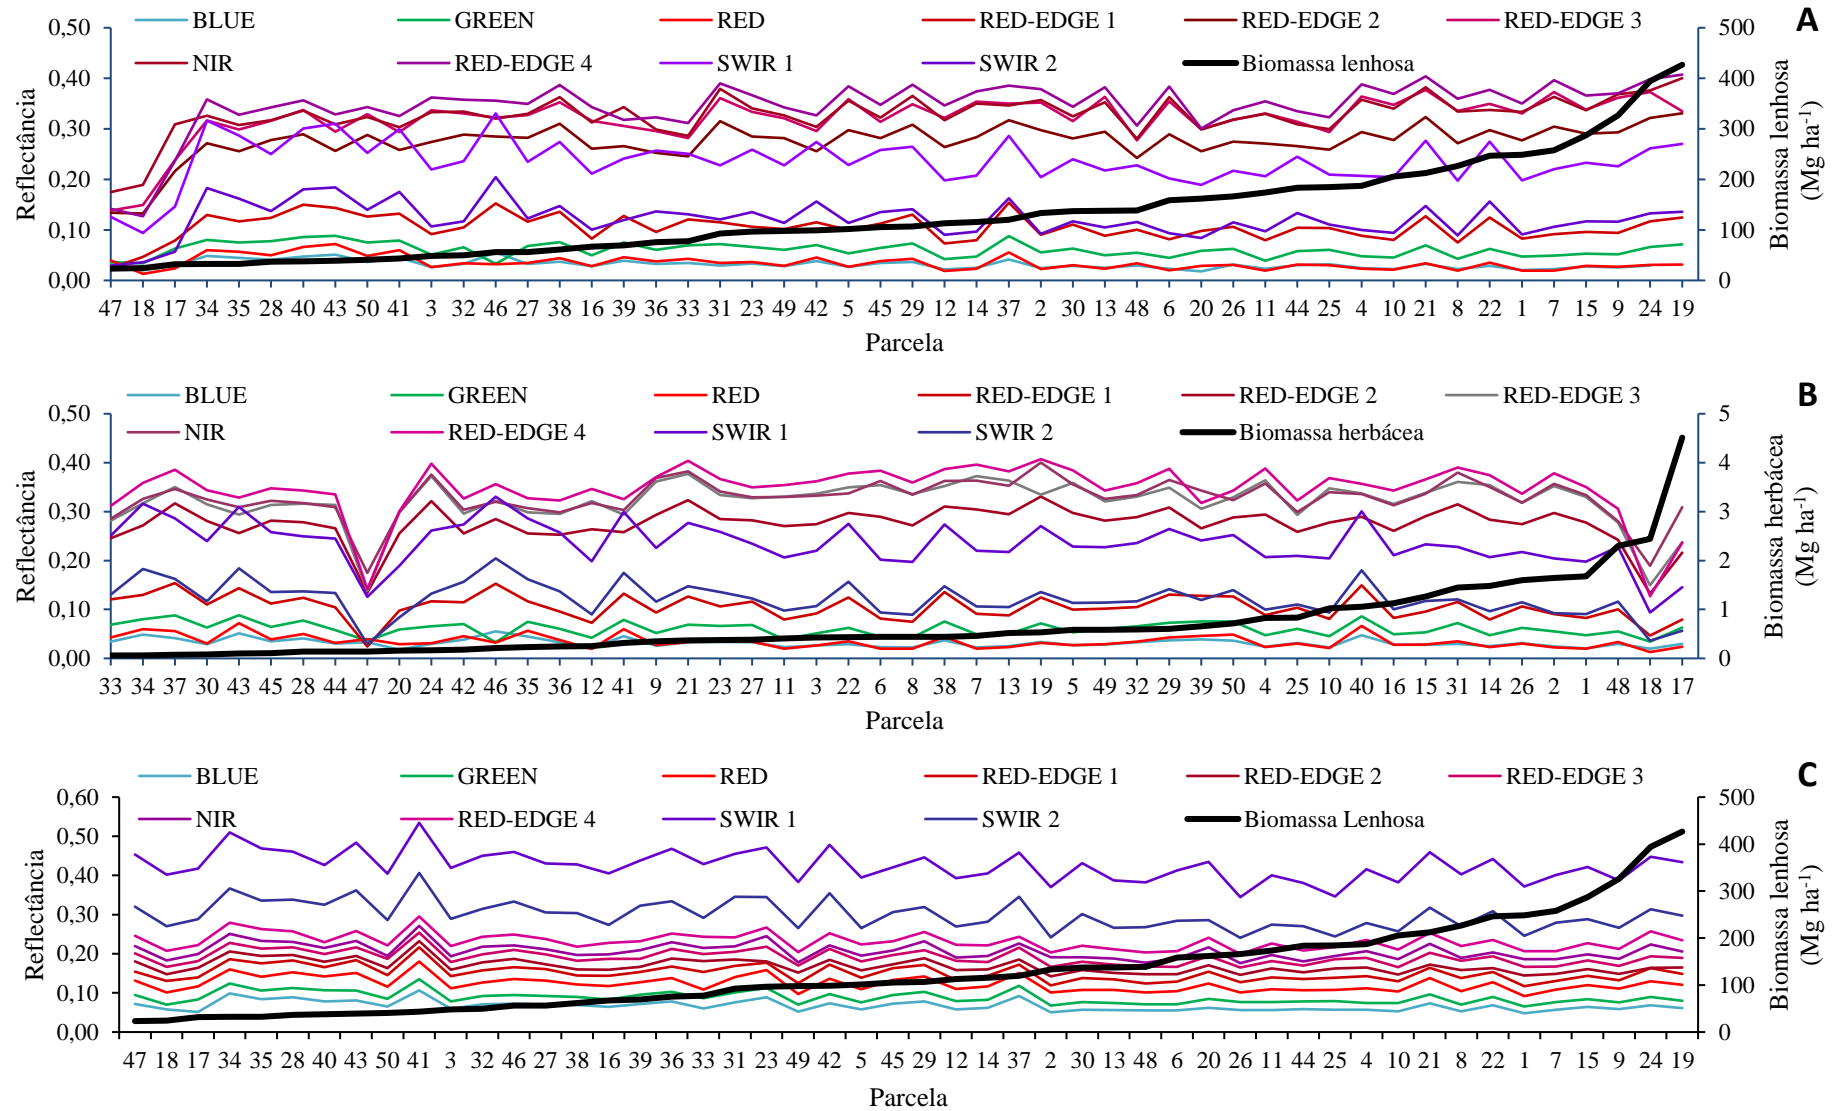 BLUE GREEN RED RED-EDGE 1 RED-EDGE 2 RED-EDGE 3 A
NIR RED-EDGE 4 SWIR 1 SWIR 2 Biomassa lenhosa
Reflectância
0,50
0,40
0,30
0,20
0,10
0,00
500
400
300
200
100
0
Biomassa lenhosa
(Mg ha⁻¹)
47 18 17 34 35 28 40 43 50 41 3 32 46 27 38 16 39 36 33 31 23 49 42 5 45 29 12 14 37 2 30 13 48 6 20 26 11 44 25 4 10 21 8 22 1 7 15 9 24 19
Parcela
BLUE GREEN RED RED-EDGE 1 RED-EDGE 2 RED-EDGE 3 B
NIR RED-EDGE 4 SWIR 1 SWIR 2 Biomassa herbácea
Reflectância
0,50
0,40
0,30
0,20
0,10
0,00
5
4
3
2
1
0
Biomassa herbácea
(Mg ha⁻¹)
33 34 37 30 43 45 28 44 47 20 24 42 46 35 36 12 41 9 21 23 27 11 3 22 6 8 38 7 13 19 5 49 32 29 39 50 4 25 10 40 16 15 31 14 26 2 1 48 18 17
Parcela
BLUE GREEN RED RED-EDGE 1 RED-EDGE 2 RED-EDGE 3 C
NIR RED-EDGE 4 SWIR 1 SWIR 2 Biomassa Lenhosa
Reflectância
0,60
0,50
0,40
0,30
0,20
0,10
0,00
500
400
300
200
100
0
Biomassa lenhosa
(Mg ha⁻¹)
47 18 17 34 35 28 40 43 50 41 3 32 46 27 38 16 39 36 33 31 23 49 42 5 45 29 12 14 37 2 30 13 48 6 20 26 11 44 25 4 10 21 8 22 1 7 15 9 24 19
Parcela